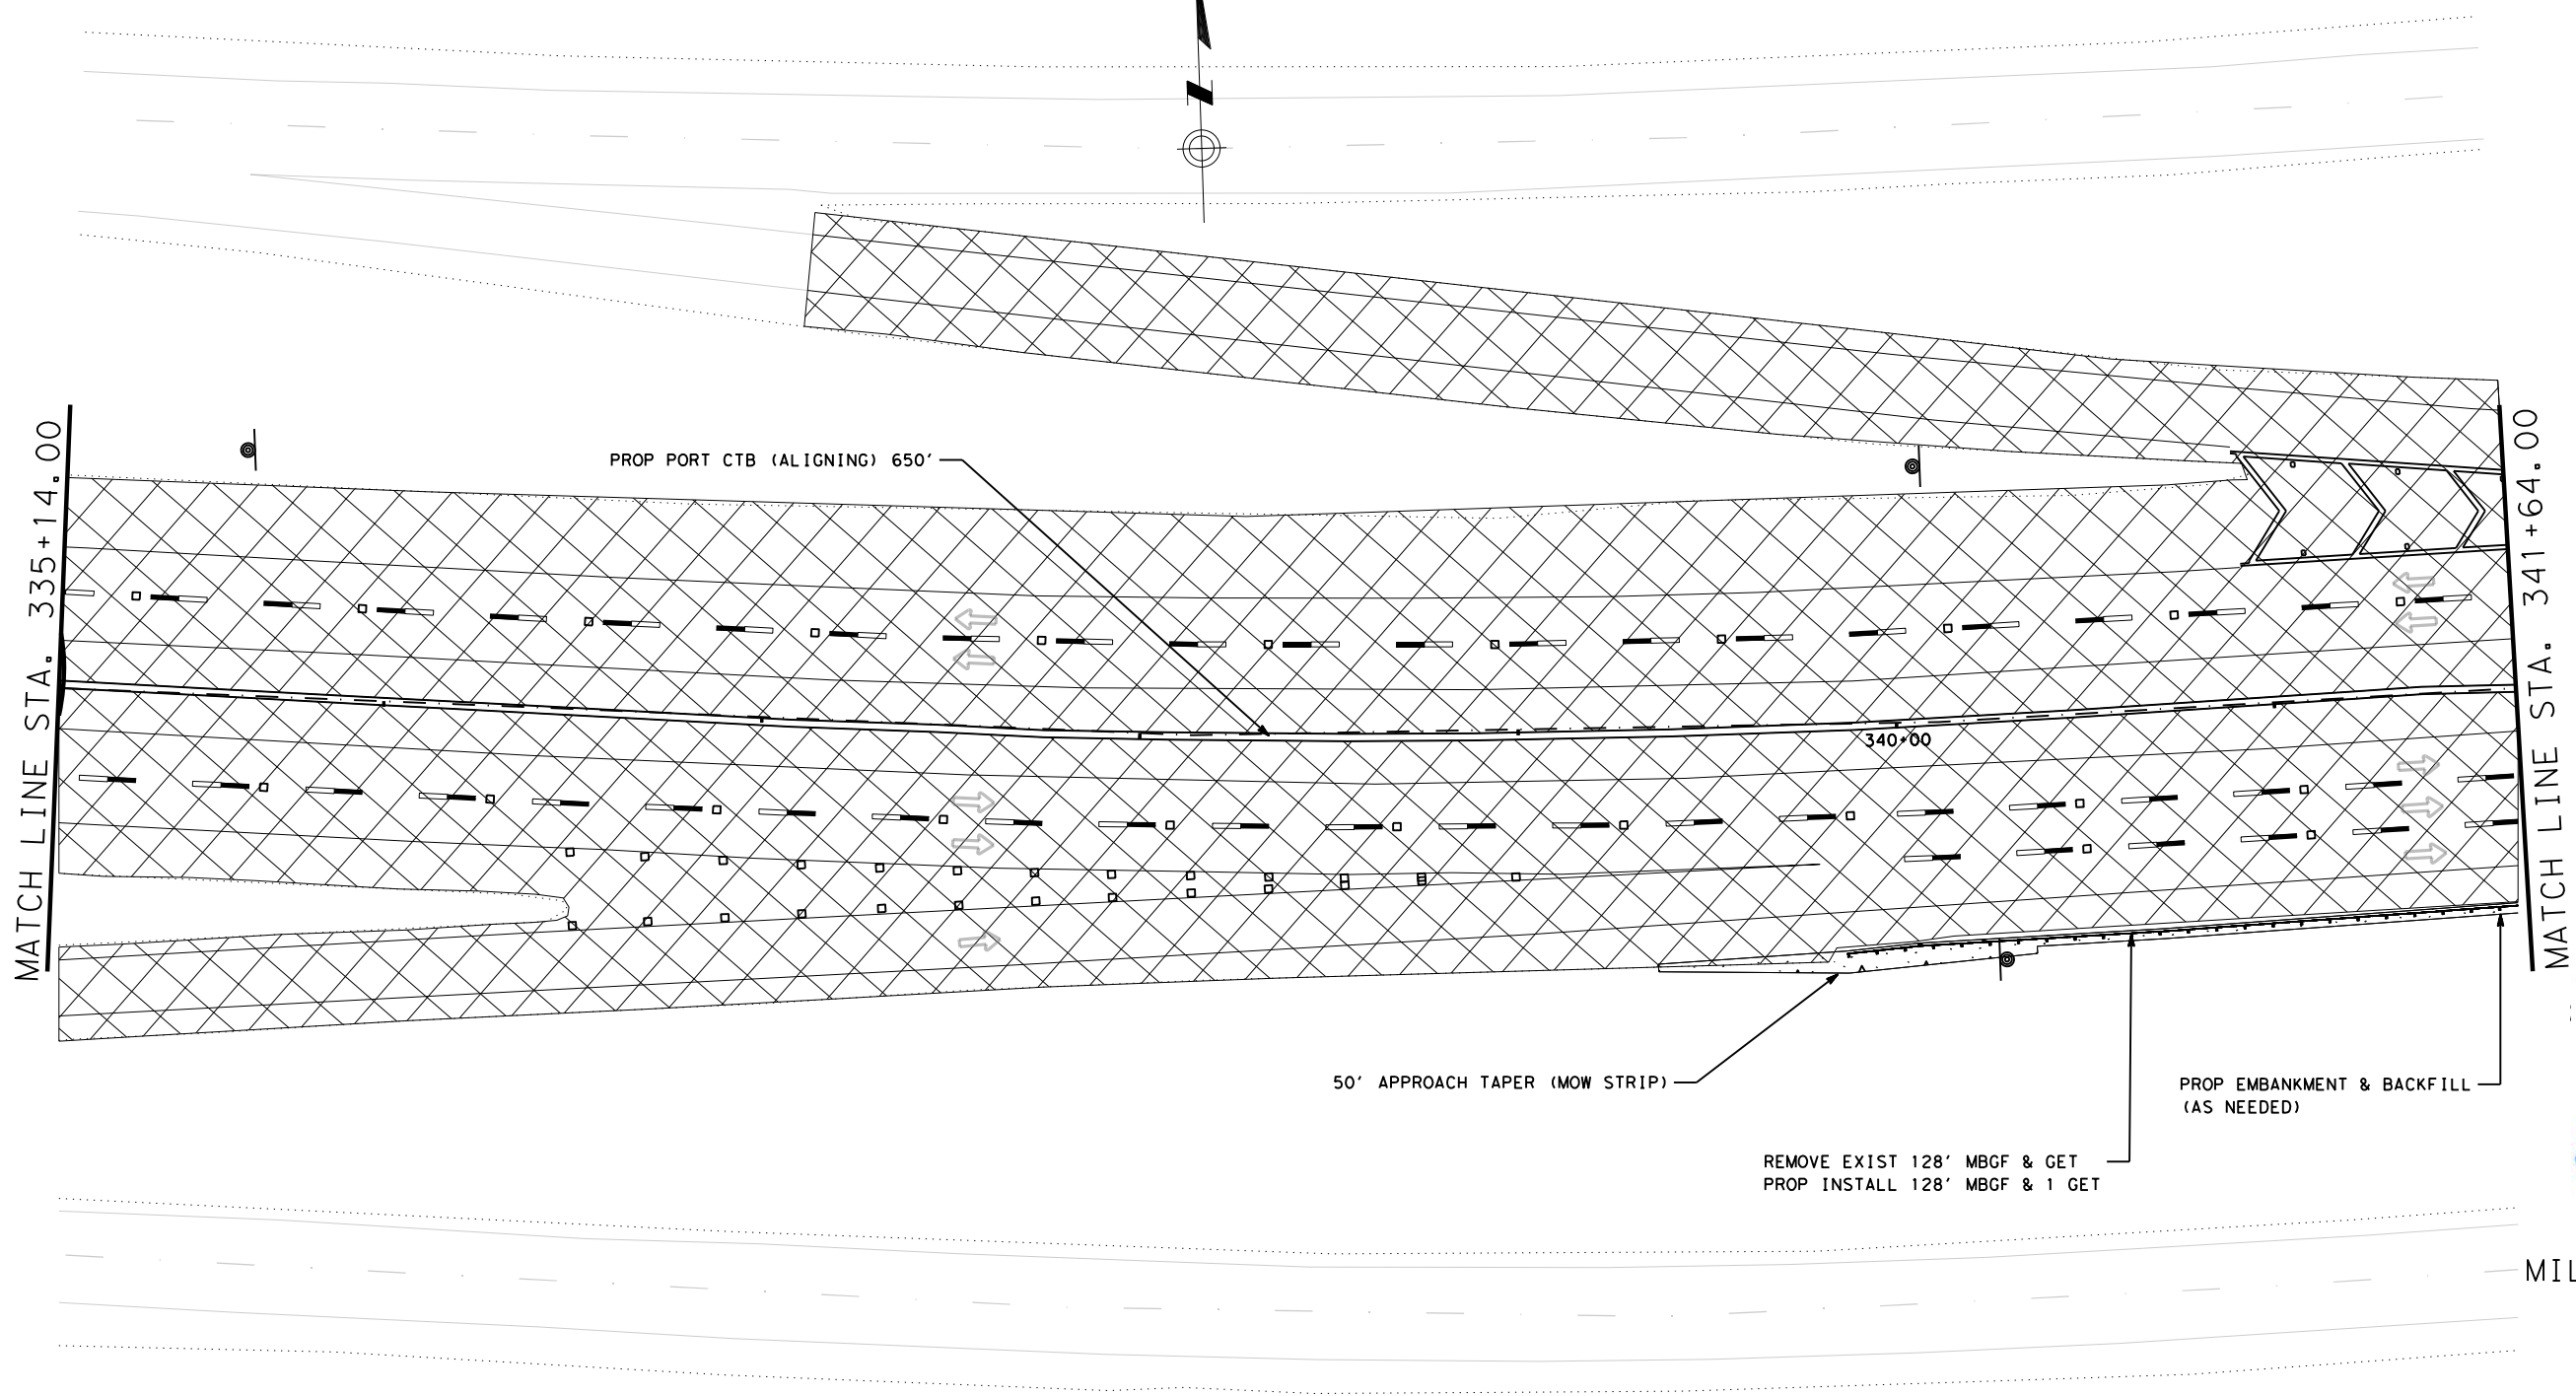 N
MATCH LINE STA. 335+14.00
PROP PORT CTB (ALIGNING) 650'
340+00
MATCH LINE STA. 341+64.00
50' APPROACH TAPER (MOW STRIP)
PROP EMBANKMENT & BACKFILL
(AS NEEDED)
REMOVE EXIST 128' MBGF & GET
PROP INSTALL 128' MBGF & 1 GET
MIL